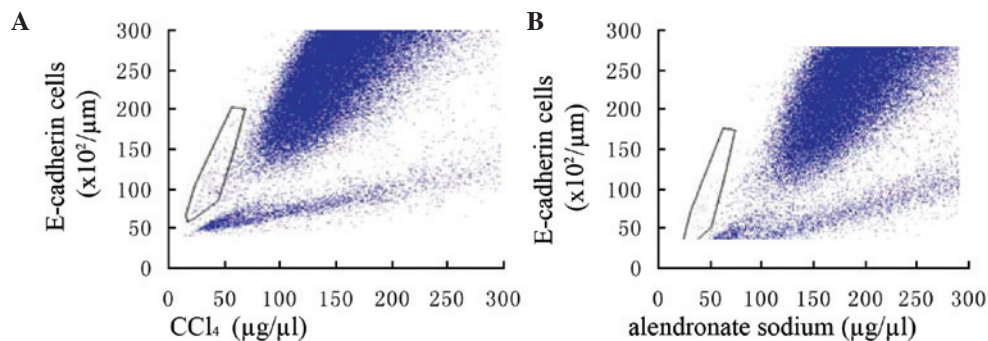 A
E-cadherin cells
(x10²/µm)
300
250
200
150
100
50
0
0 50 100 150 200 250 300
CCl₄ (µg/µl)
B
E-cadherin cells
(x10²/µm)
300
250
200
150
100
50
0
0 50 100 150 200 250 300
alendronate sodium (µg/µl)